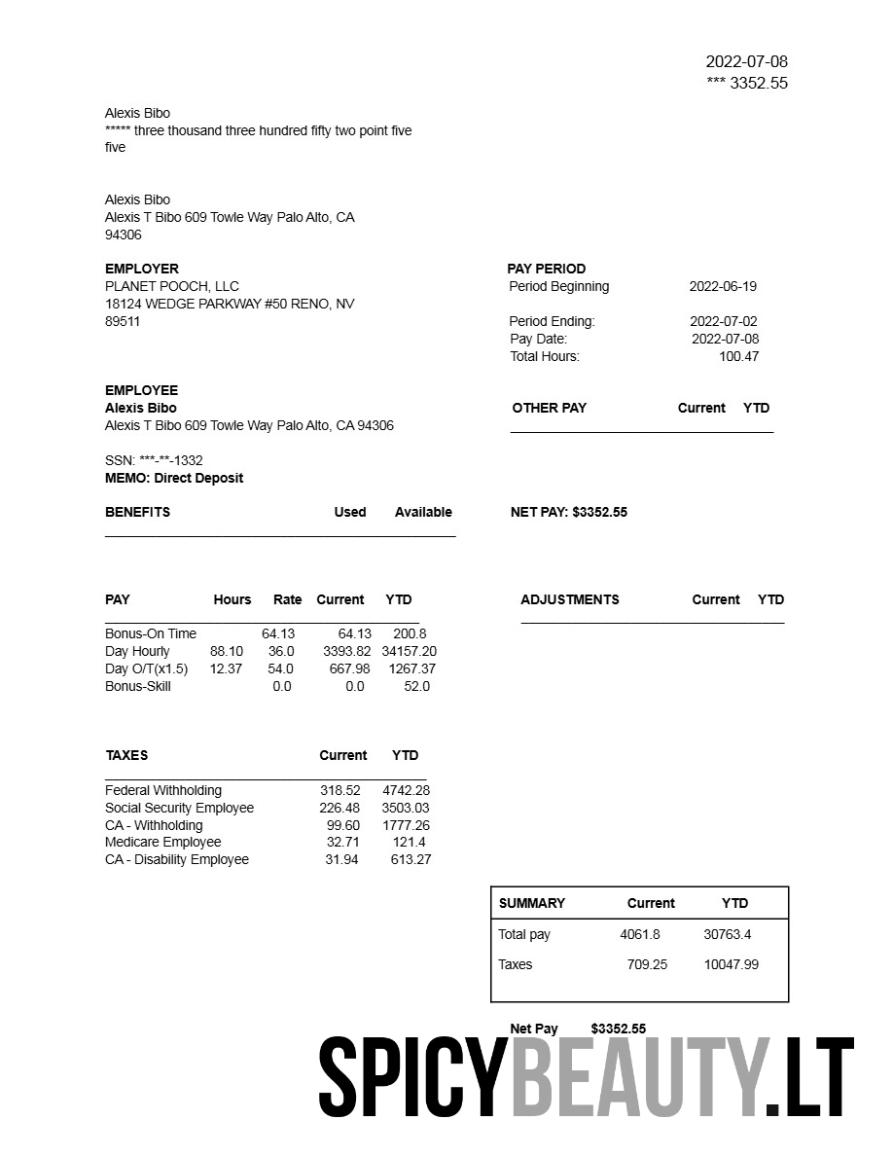 2022-07-08
*** 3352.55
Alexis Bibo
***** three thousand three hundred fifty two point five
five
Alexis Bibo
Alexis T Bibo 609 Towle Way Palo Alto, CA
94306
EMPLOYER
PLANET POOCH, LLC
18124 WEDGE PARKWAY #50 RENO, NV
89511
PAY PERIOD
Period Beginning 2022-06-19
Period Ending: 2022-07-02
Pay Date: 2022-07-08
Total Hours: 100.47
EMPLOYEE
Alexis Bibo
Alexis T Bibo 609 Towle Way Palo Alto, CA 94306
OTHER PAY Current YTD
SSN: ***-**-1332
MEMO: Direct Deposit
BENEFITS Used Available
NET PAY: $3352.55
PAY Hours Rate Current YTD
Bonus-On Time 64.13 64.13 200.8
Day Hourly 88.10 36.0 3393.82 34157.20
Day O/T(x1.5) 12.37 54.0 667.98 1267.37
Bonus-Skill 0.0 0.0 52.0
ADJUSTMENTS Current YTD
TAXES Current YTD
Federal Withholding 318.52 4742.28
Social Security Employee 226.48 3503.03
CA - Withholding 99.60 1777.26
Medicare Employee 32.71 121.4
CA - Disability Employee 31.94 613.27
SUMMARY Current YTD
Total pay 4061.8 30763.4
Taxes 709.25 10047.99
Net Pay $3352.55
SPICYBEAUTY.LT